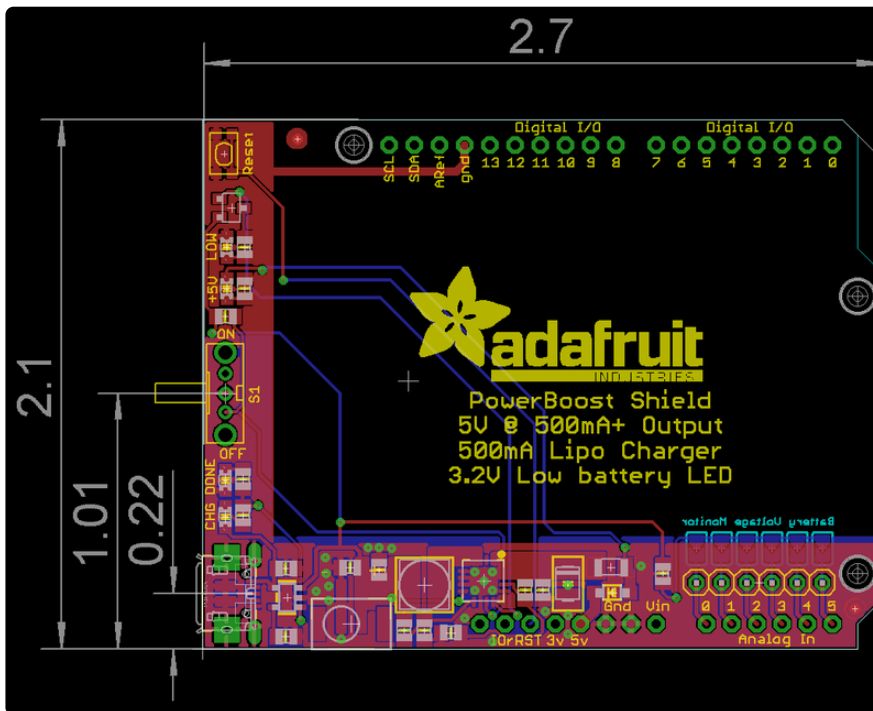 2.7
Digital I/O Digital I/O
Reset
SCL SDA ARef gnd 13 12 11 10 9 8 7 6 5 4 3 2 1 0
LOW
+5V
ON
S1
OFF
2.1
adafruit
INDUSTRIES
PowerBoost Shield
5V @ 500mA+ Output
500mA Lipo Charger
3.2V Low battery LED
DONE
CHG
1.01
0.22
Battery Voltage Monitor
Gnd Vin
0 1 2 3 4 5
IOrRST 3v 5v
Analog In